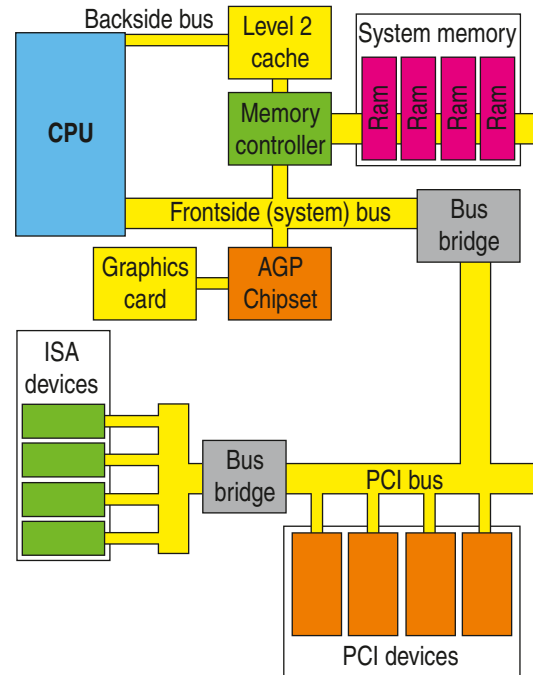 Backside bus
Level 2
cache
System memory
CPU
Memory
controller
Ram
Ram
Ram
Ram
Frontside (system) bus
Bus
bridge
Graphics
card
AGP
Chipset
ISA
devices
Bus
bridge
PCI bus
PCI devices